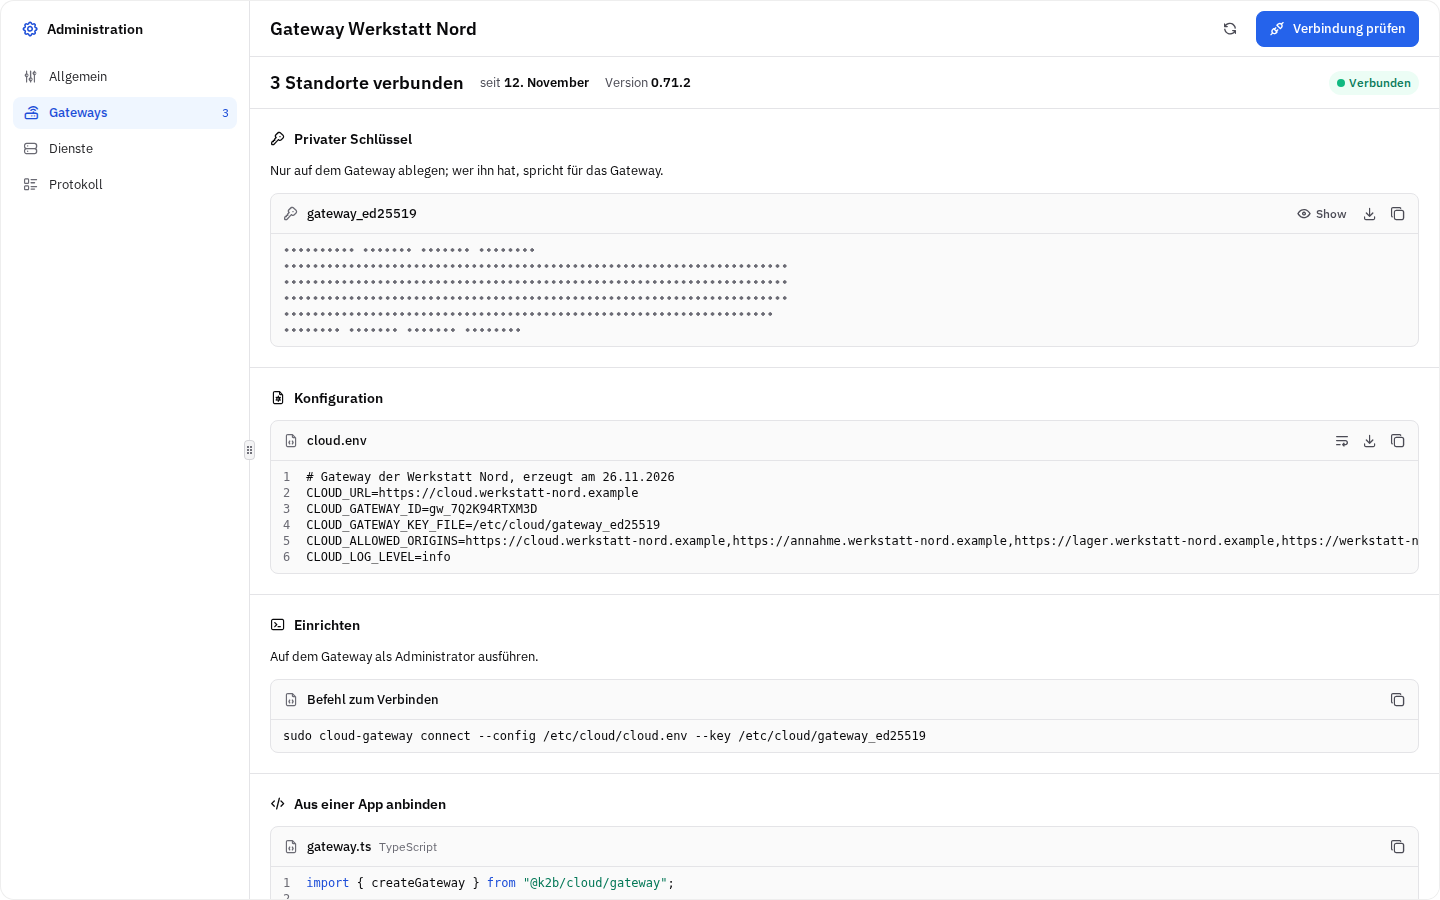 Administration
Allgemein
Gateways 3
Dienste
Protokoll
Gateway Werkstatt Nord
Verbindung prüfen
3 Standorte verbunden seit 12. November Version 0.71.2
Verbunden
Privater Schlüssel
Nur auf dem Gateway ablegen; wer ihn hat, spricht für das Gateway.
gateway_ed25519
Show
Konfiguration
cloud.env
1 # Gateway der Werkstatt Nord, erzeugt am 26.11.2026
2 CLOUD_URL=https://cloud.werkstatt-nord.example
3 CLOUD_GATEWAY_ID=gw_7Q2K94RTXM3D
4 CLOUD_GATEWAY_KEY_FILE=/etc/cloud/gateway_ed25519
5 CLOUD_ALLOWED_ORIGINS=https://cloud.werkstatt-nord.example,https://annahme.werkstatt-nord.example,https://lager.werkstatt-nord.example,https://werkstatt-n
6 CLOUD_LOG_LEVEL=info
Einrichten
Auf dem Gateway als Administrator ausführen.
Befehl zum Verbinden
sudo cloud-gateway connect --config /etc/cloud/cloud.env --key /etc/cloud/gateway_ed25519
Aus einer App anbinden
gateway.ts TypeScript
1 import { createGateway } from "@k2b/cloud/gateway";
2